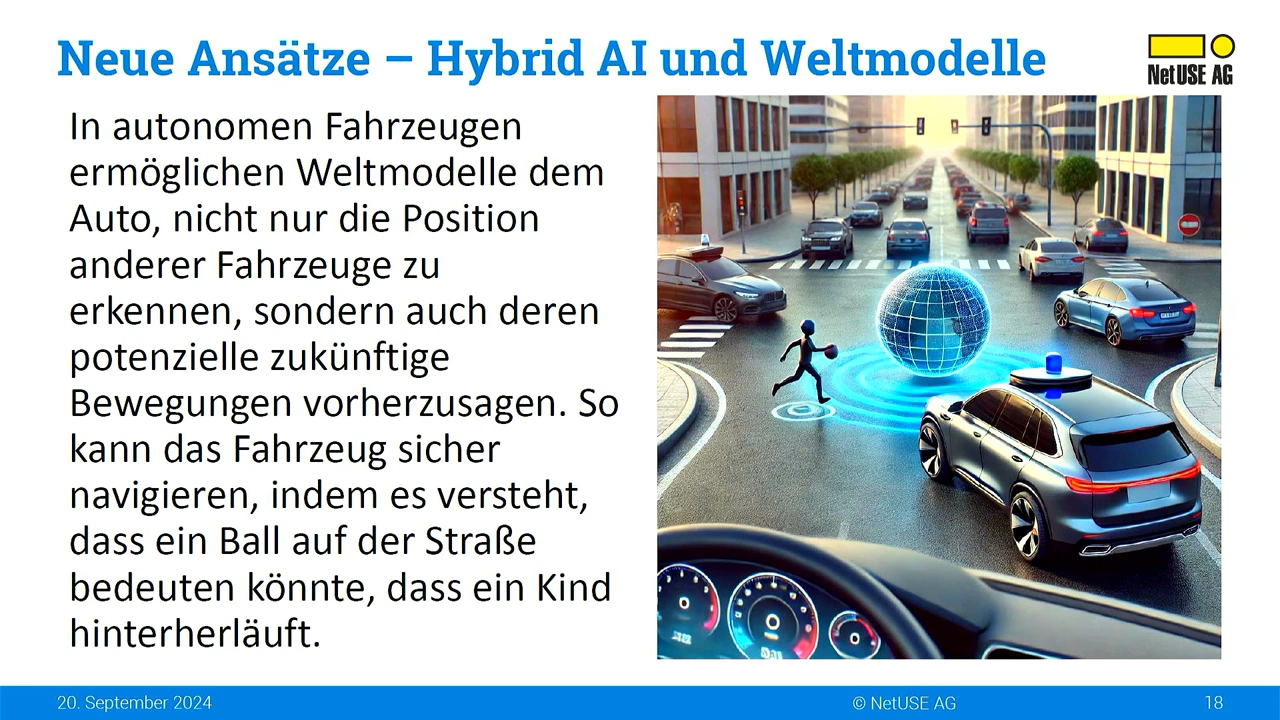 Neue Ansätze – Hybrid AI und Weltmodelle
NetUSE AG
In autonomen Fahrzeugen
ermöglichen Weltmodelle dem
Auto, nicht nur die Position
anderer Fahrzeuge zu
erkennen, sondern auch deren
potenzielle zukünftige
Bewegungen vorherzusagen. So
kann das Fahrzeug sicher
navigieren, indem es versteht,
dass ein Ball auf der Straße
bedeuten könnte, dass ein Kind
hinterherläuft.
20. September 2024
© NetUSE AG
18